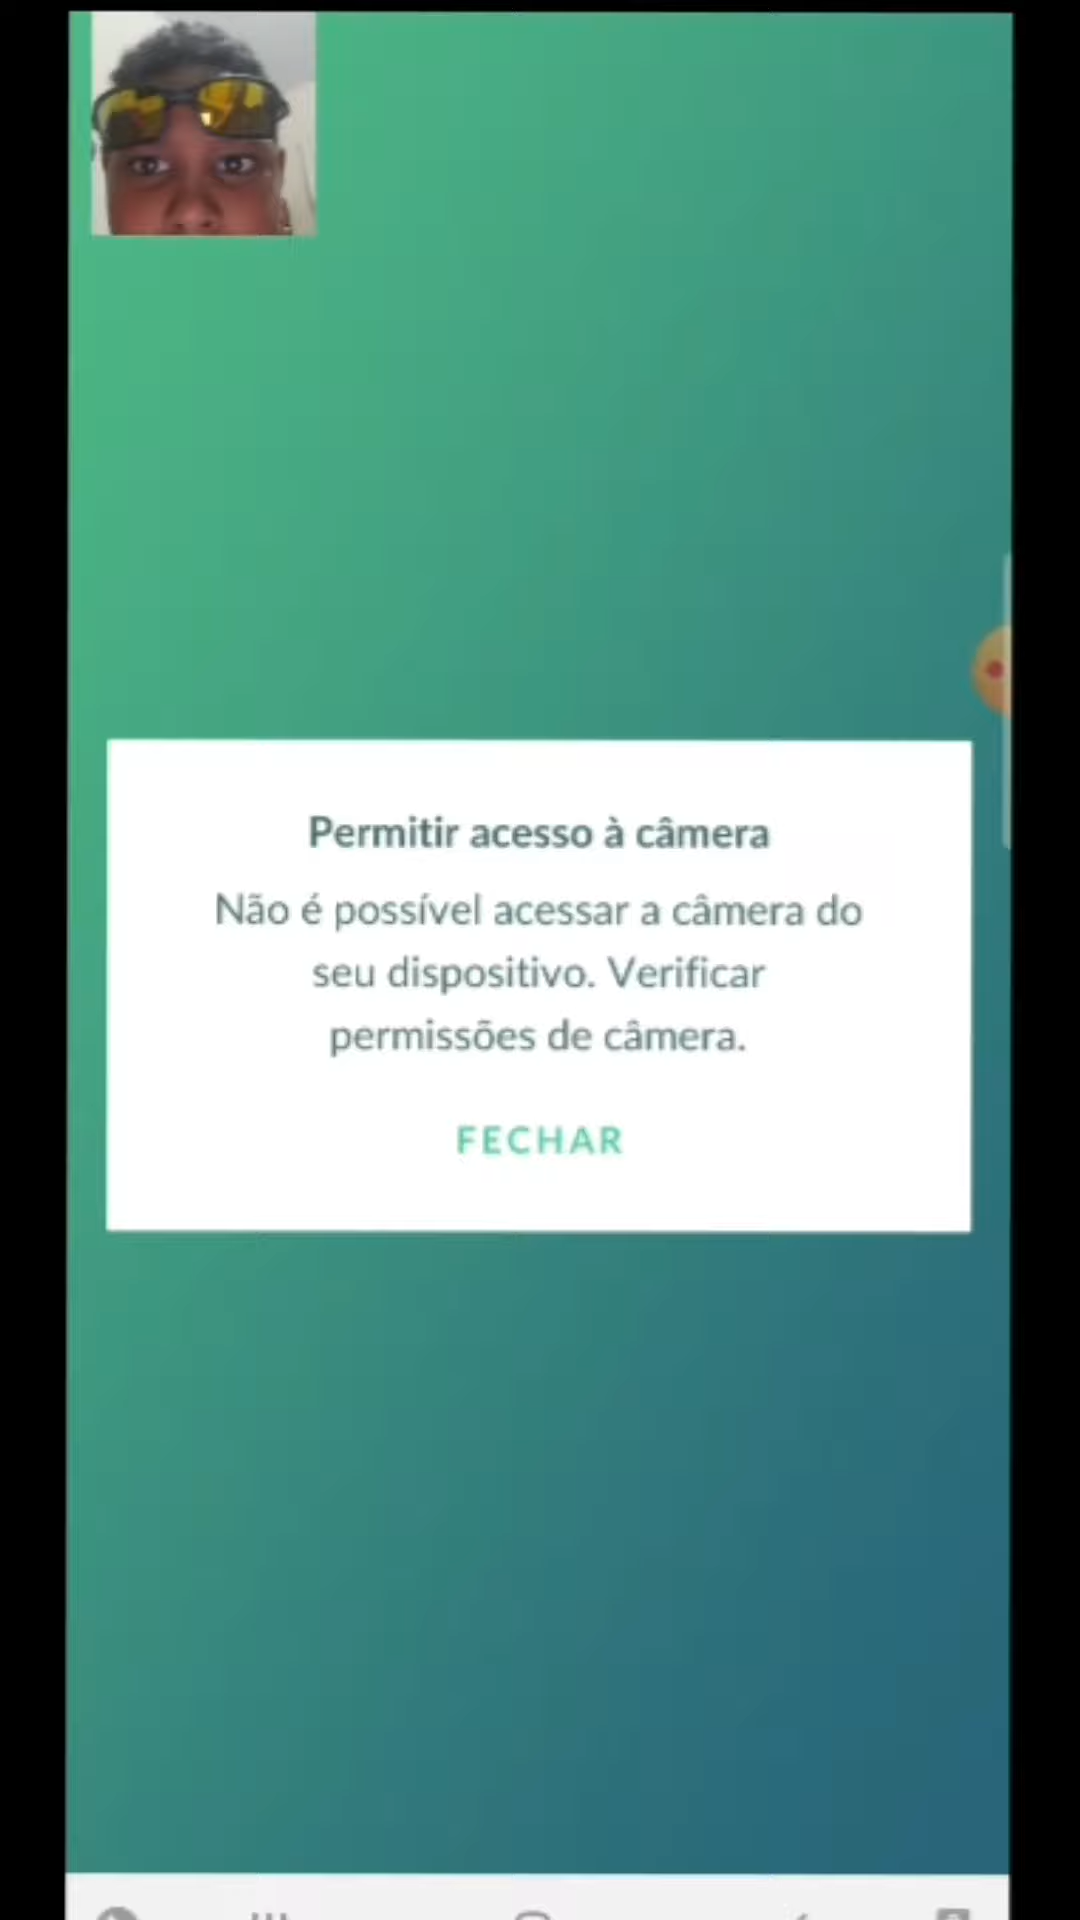 Permitir acesso à câmera
Não é possível acessar a câmera do
seu dispositivo. Verificar
permissões de câmera.
FECHAR